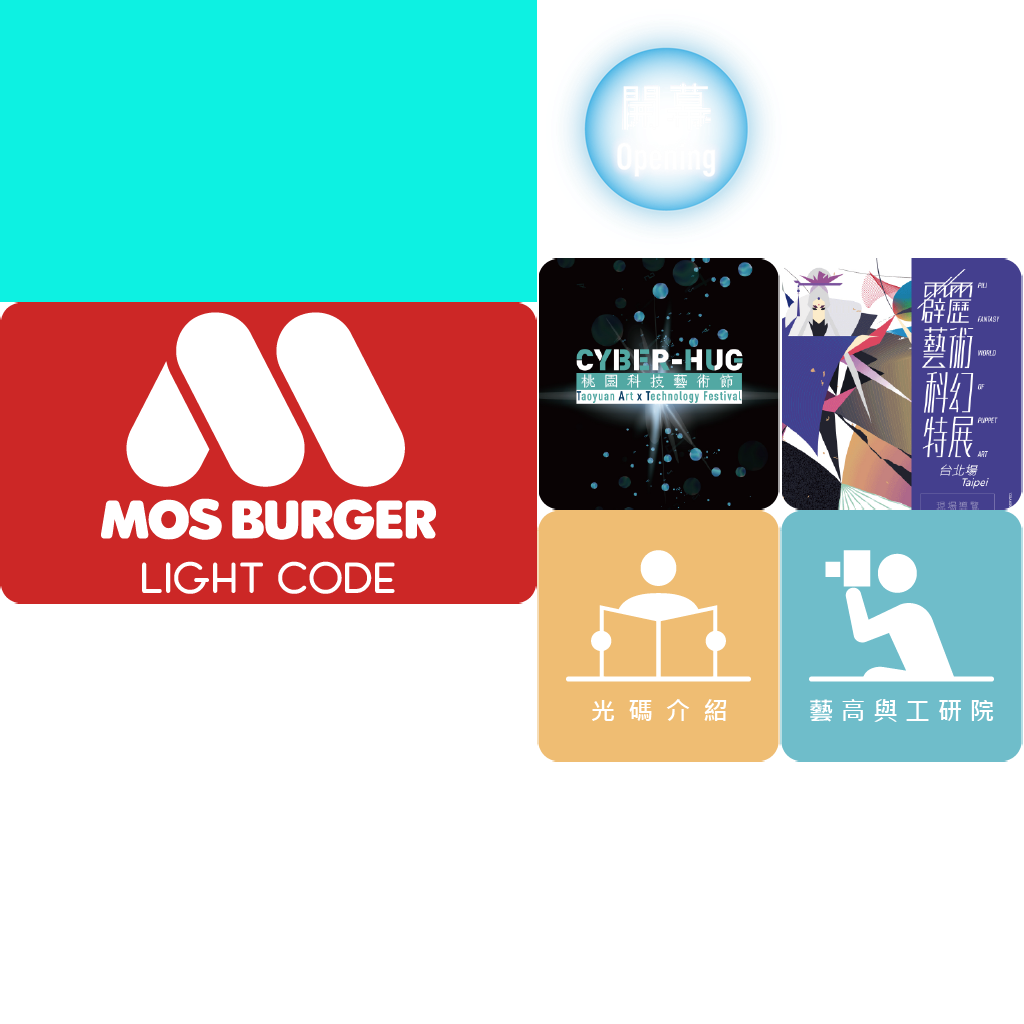 開幕
Opening
CYBER-HUG
桃園科技藝術節
Taoyuan Art x Technology Festival
霹靂
藝術
科幻
特展
PILI
FANTASY
WORLD
OF
PUPPET
ART
台北場
Taipei
MOS BURGER
LIGHT CODE
光碼介紹
藝高與工研院